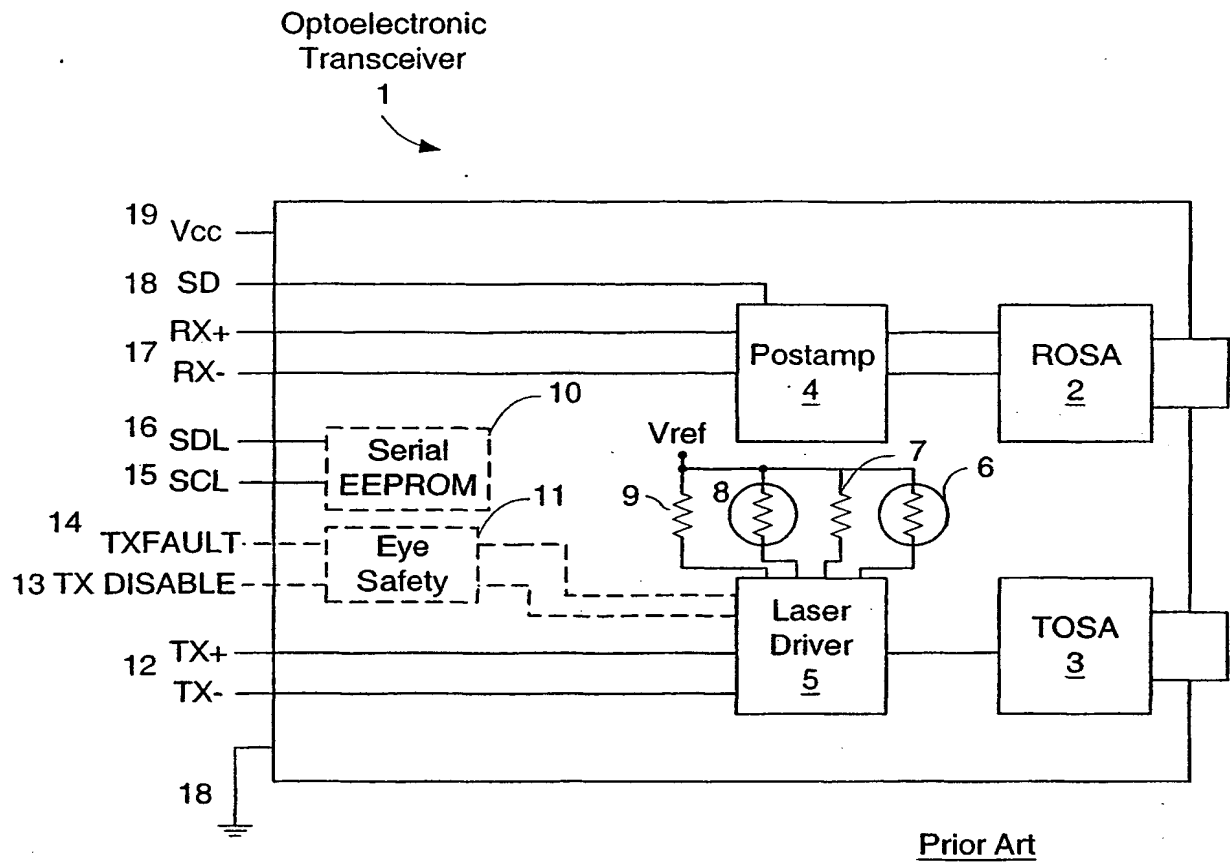 Optoelectronic
Transceiver
1
19 Vcc
18 SD
RX+
17
RX-
Postamp
4
ROSA
2
10
16 SDL
15 SCL
Serial
EEPROM
Vref
7
6
9
8
11
14
TXFAULT
13 TX DISABLE
Eye
Safety
Laser
Driver
5
TOSA
3
12 TX+
TX-
18
Prior Art